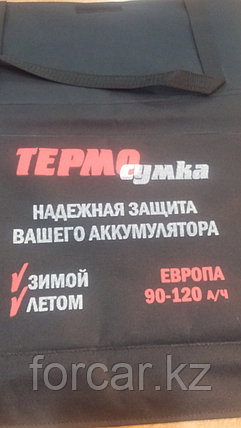 ТЕРМОсумка
НАДЕЖНАЯ ЗАЩИТА
ВАШЕГО АККУМУЛЯТОРА
ЗИМОЙ ЕВРОПА
ЛЕТОМ 90-120 А/Ч
forcar.kz